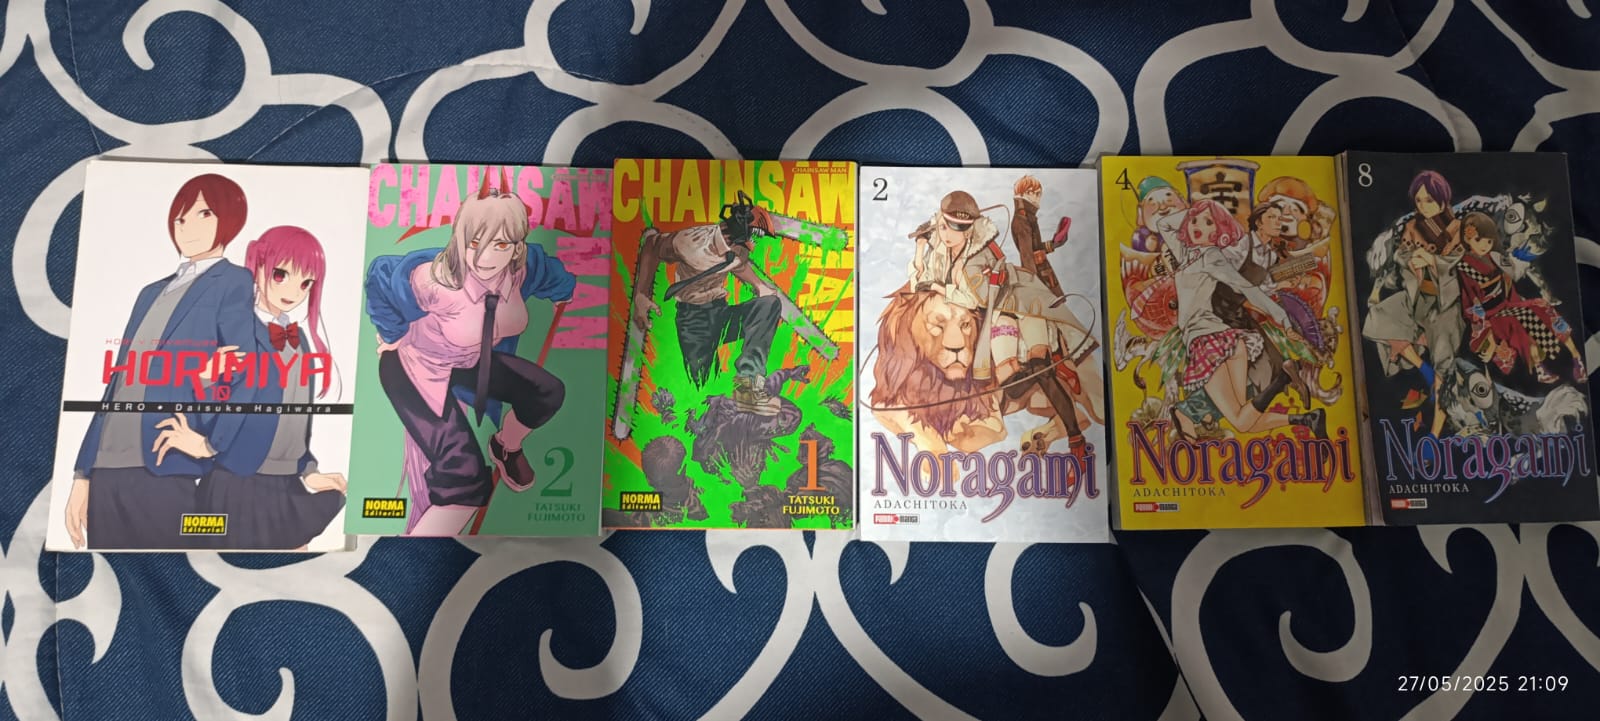 HORIMIYA
10
HERO • Daisuke Hagiwara
NORMA
Editorial
CHAINSAW
MAN
2
TATSUKI
FUJIMOTO
NORMA
Editorial
CHAINSAW MAN
CHAINSAW
MAN
1
TATSUKI
FUJIMOTO
NORMA
Editorial
2
Noragami
ADACHITOKA
PANINI manga
4
宝
Noragami
ADACHITOKA
PANINI manga
8
Noragami
ADACHITOKA
PANINI manga
27/05/2025 21:09